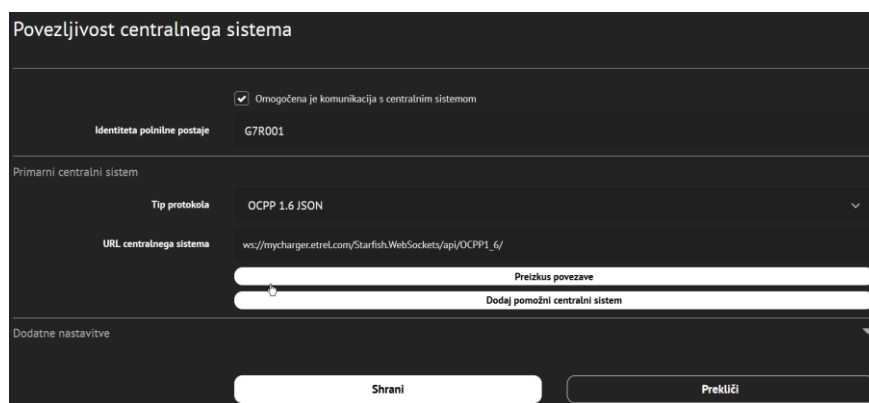 Povezljivost centralnega sistema
Omogočena je komunikacija s centralnim sistemom
Identiteta polnilne postaje G7R001
Primarni centralni sistem
Tip protokola OCPP 1.6 JSON
URL centralnega sistema ws://mycharger.etrel.com/Starfish.WebSockets/api/OCPP1_6/
Preizkus povezave
Dodaj pomožni centralni sistem
Dodatne nastavitve
Shrani Prekliči